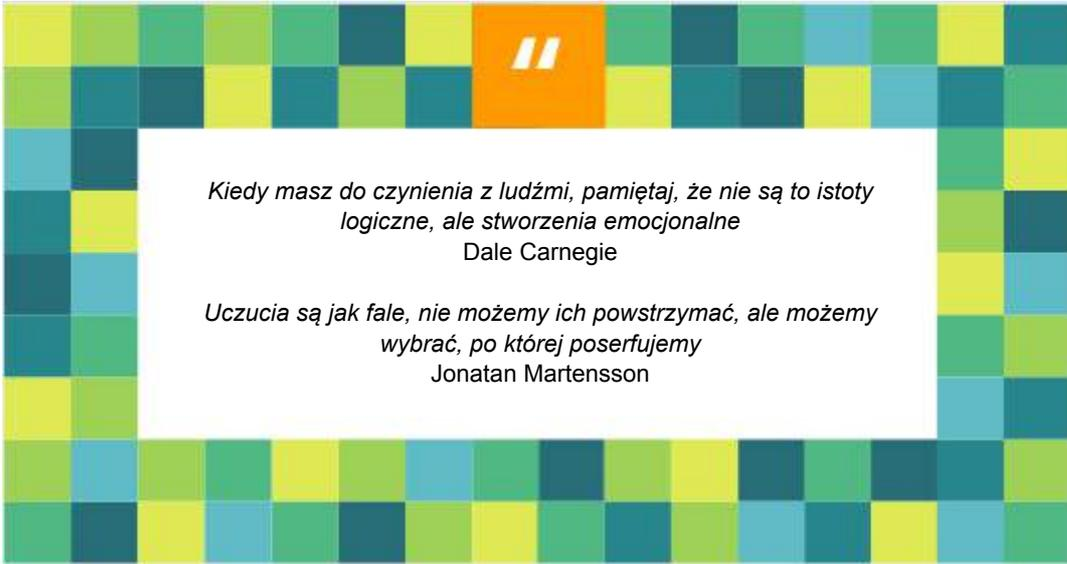 "
Kiedy masz do czynienia z ludźmi, pamiętaj, że nie są to istoty
logiczne, ale stworzenia emocjonalne
Dale Carnegie
Uczucia są jak fale, nie możemy ich powstrzymać, ale możemy
wybrać, po której poserfujemy
Jonatan Martensson